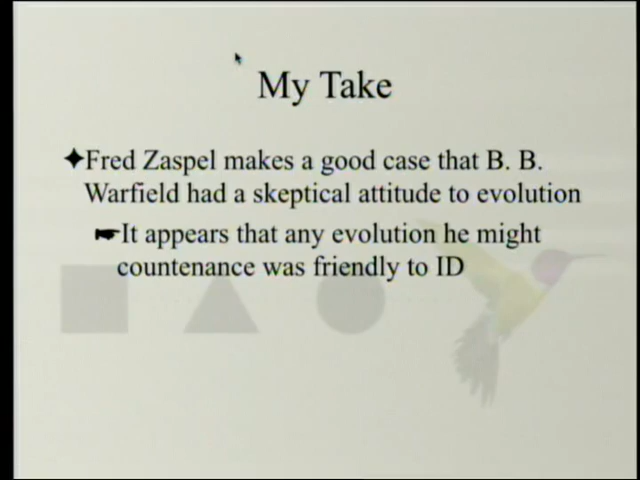 My Take
Fred Zaspel makes a good case that B. B.
Warfield had a skeptical attitude to evolution
It appears that any evolution he might
countenance was friendly to ID